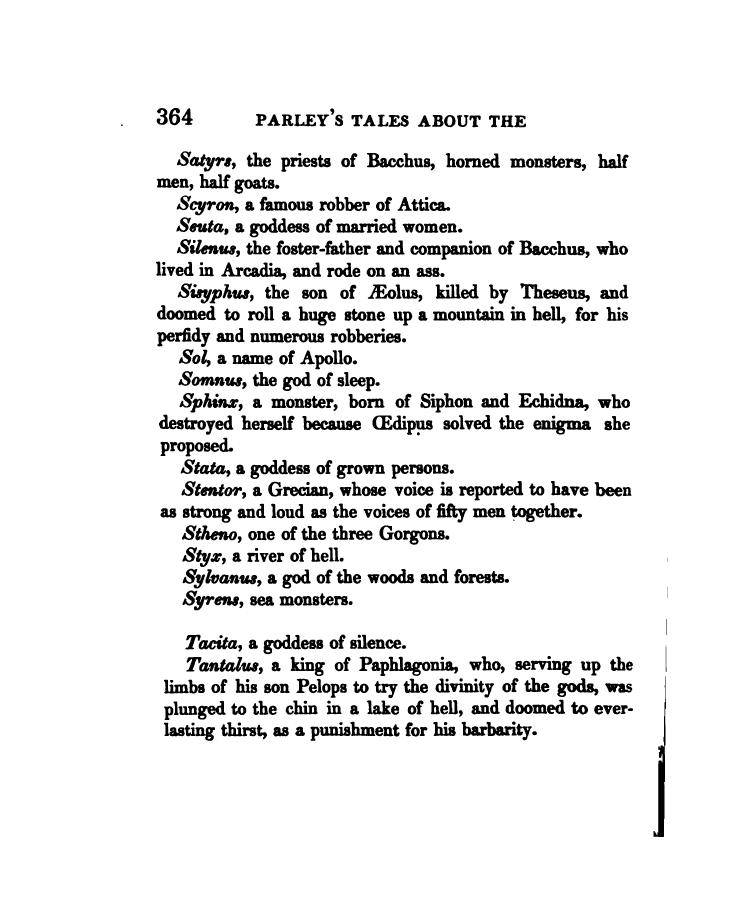 364 PARLEY'S TALES ABOUT THE
Satyrs, the priests of Bacchus, horned monsters, half
men, half goats.
Scyron, a famous robber of Attica.
Seuta, a goddess of married women.
Silenus, the foster-father and companion of Bacchus, who
lived in Arcadia, and rode on an ass.
Sisyphus, the son of Æolus, killed by Theseus, and
doomed to roll a huge stone up a mountain in hell, for his
perfidy and numerous robberies.
Sol, a name of Apollo.
Somnus, the god of sleep.
Sphinx, a monster, born of Siphon and Echidna, who
destroyed herself because Œdipus solved the enigma she
proposed.
Stata, a goddess of grown persons.
Stentor, a Grecian, whose voice is reported to have been
as strong and loud as the voices of fifty men together.
Stheno, one of the three Gorgons.
Styx, a river of hell.
Sylvanus, a god of the woods and forests.
Syrens, sea monsters.
Tacita, a goddess of silence.
Tantalus, a king of Paphlagonia, who, serving up the
limbs of his son Pelops to try the divinity of the gods, was
plunged to the chin in a lake of hell, and doomed to ever-
lasting thirst, as a punishment for his barbarity.